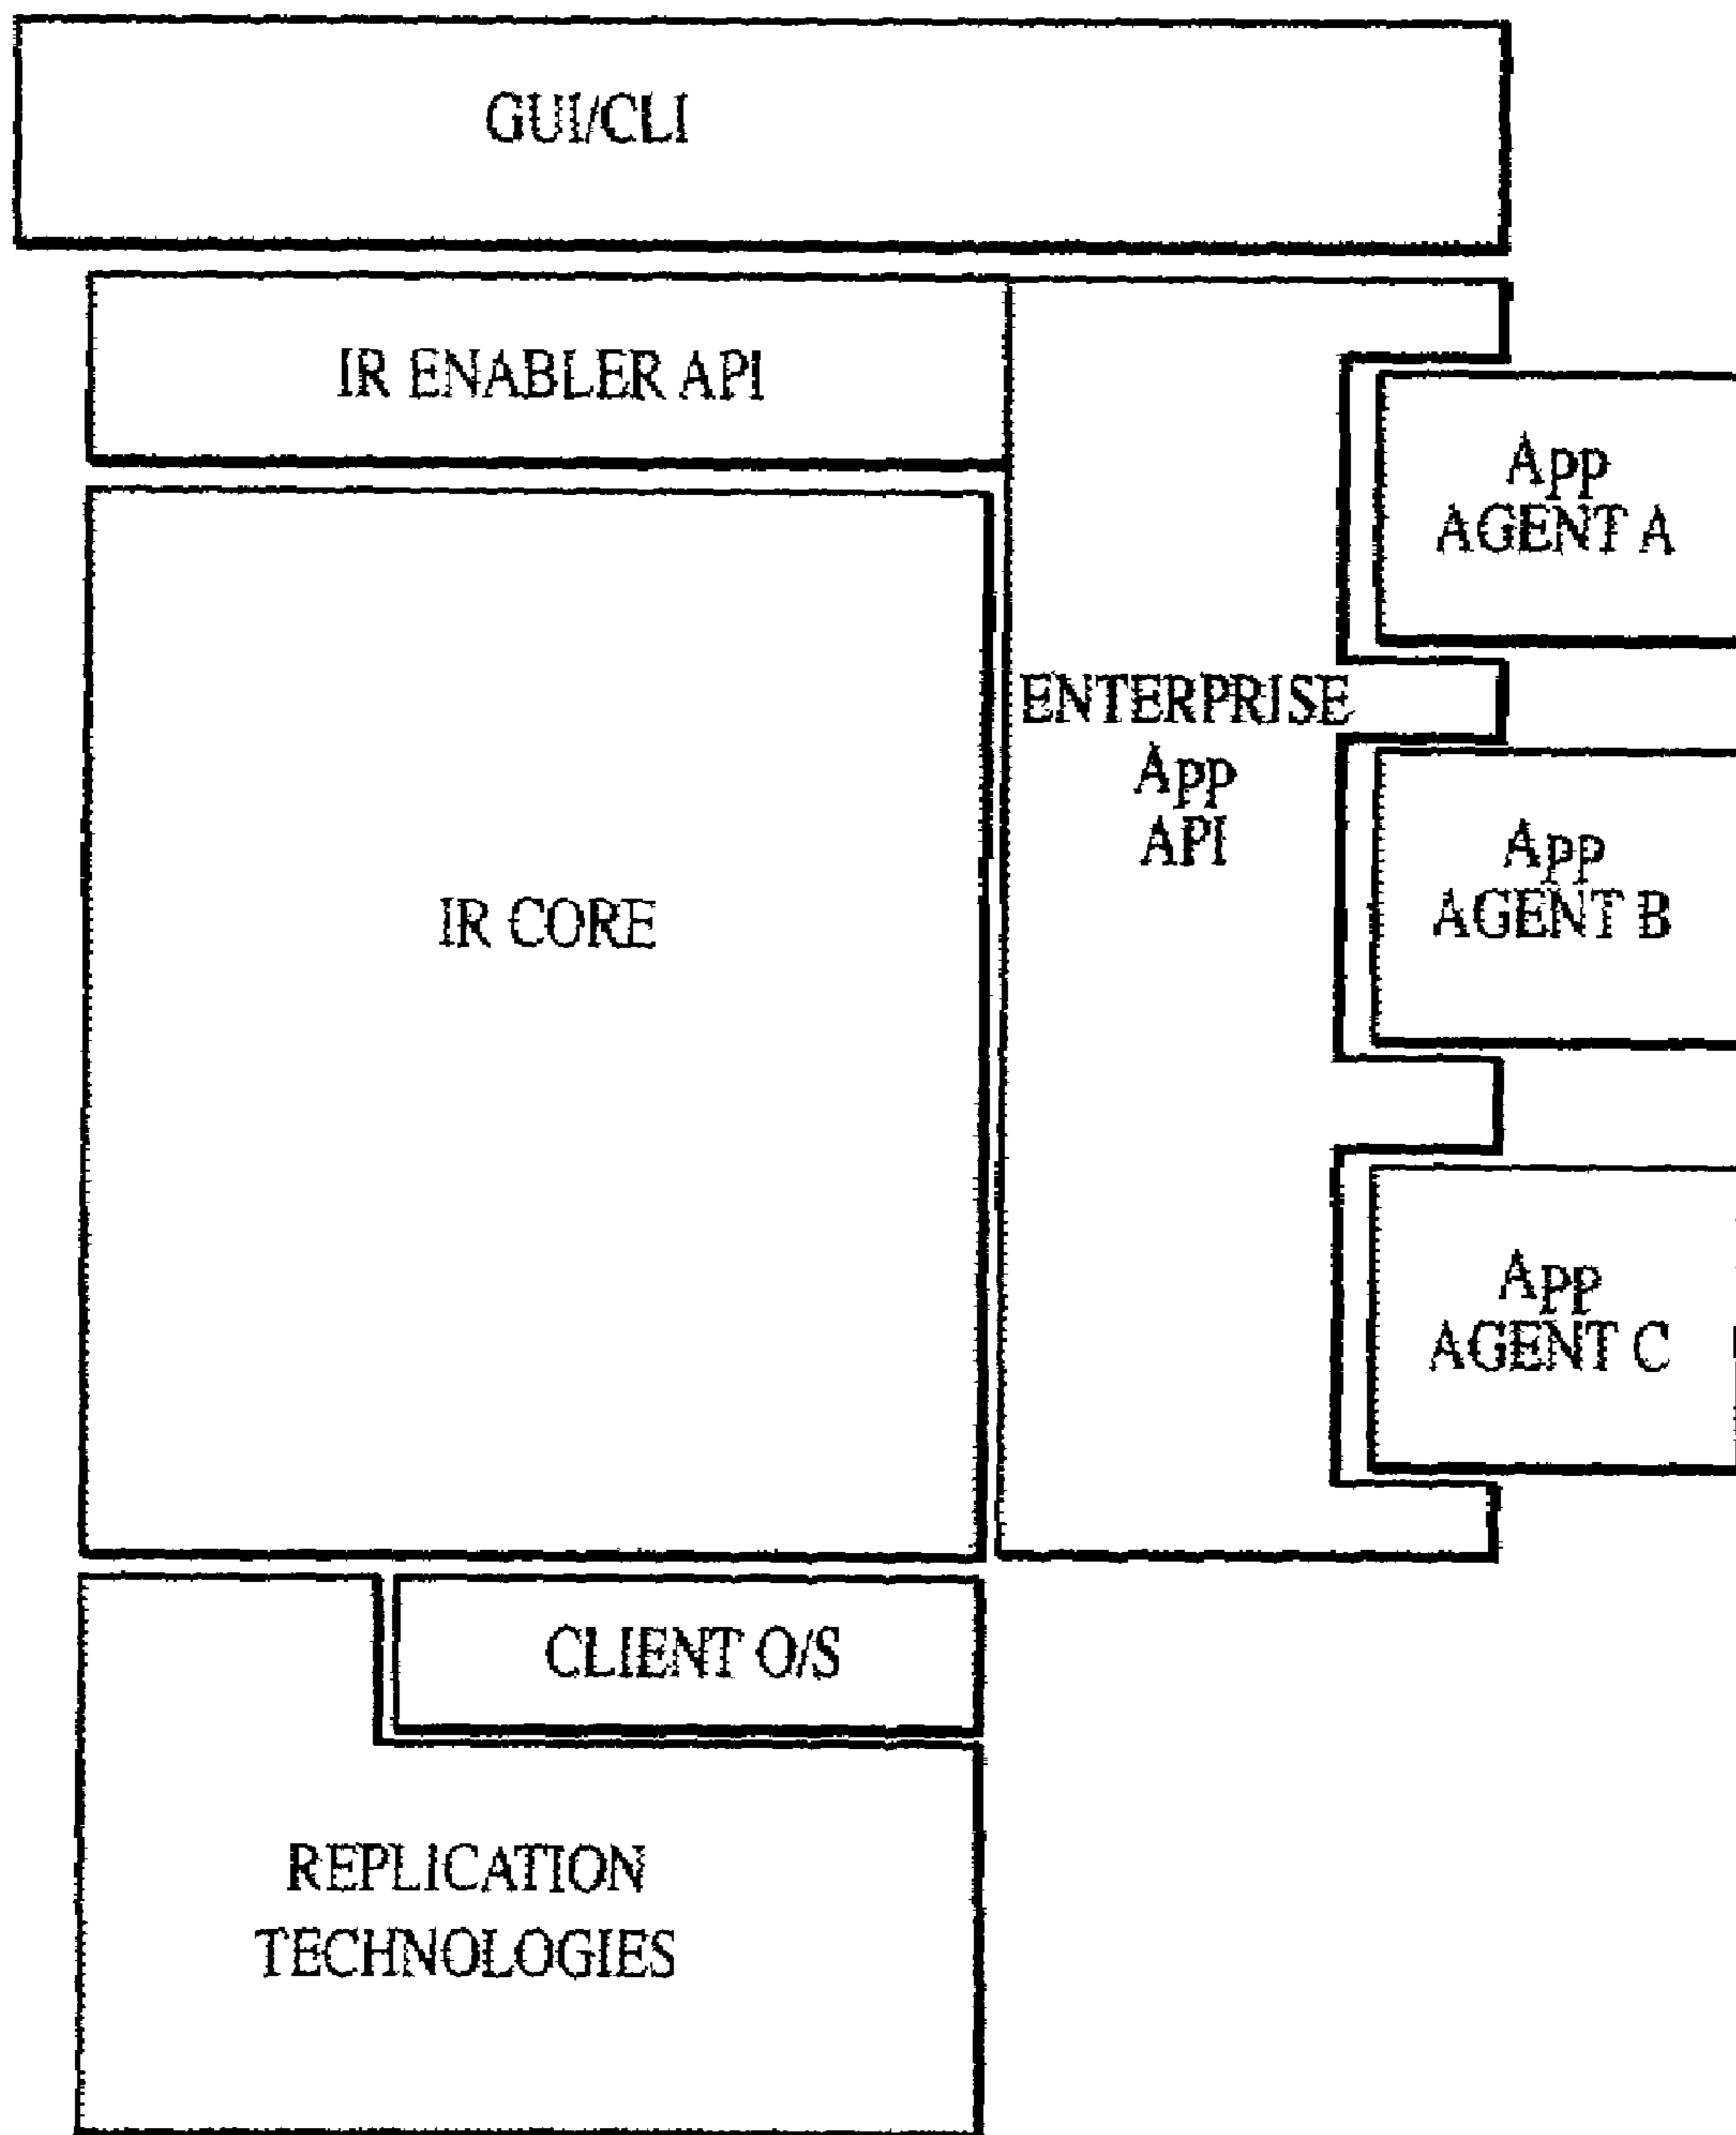 GUI/CLI
IR ENABLER API
App
AGENT A
ENTERPRISE
App
API
App
AGENT B
IR CORE
App
AGENT C
CLIENT O/S
REPLICATION
TECHNOLOGIES